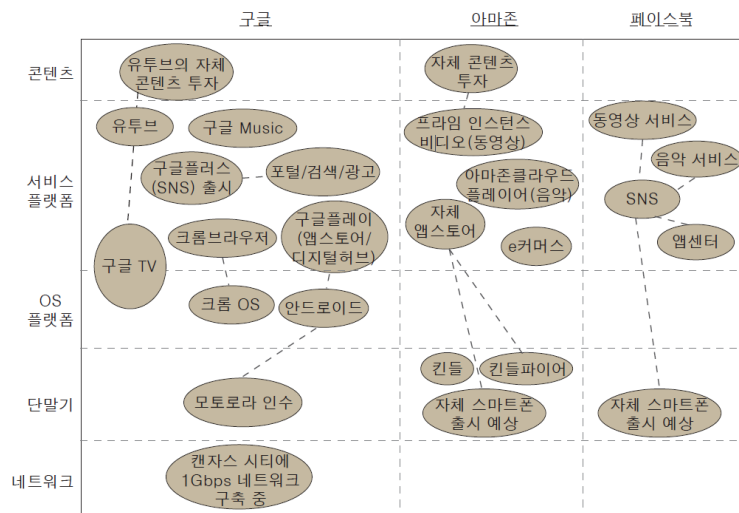 구글
아마존
페이스북
콘텐츠
유투브의 자체
콘텐츠 투자
자체 콘텐츠
투자
서비스
플랫폼
유투브
구글 Music
구글플러스
(SNS) 출시
포털/검색/광고
크롬브라우저
구글플레이
(앱스토어/
디지털허브)
구글 TV
프라임 인스턴스
비디오(동영상)
아마존클라우드
플레이어(음악)
자체
앱스토어
e커머스
동영상 서비스
음악 서비스
SNS
앱센터
OS
플랫폼
크롬 OS
안드로이드
단말기
모토로라 인수
킨들
킨들파이어
자체 스마트폰
출시 예상
자체 스마트폰
출시 예상
네트워크
캔자스 시티에
1Gbps 네트워크
구축 중